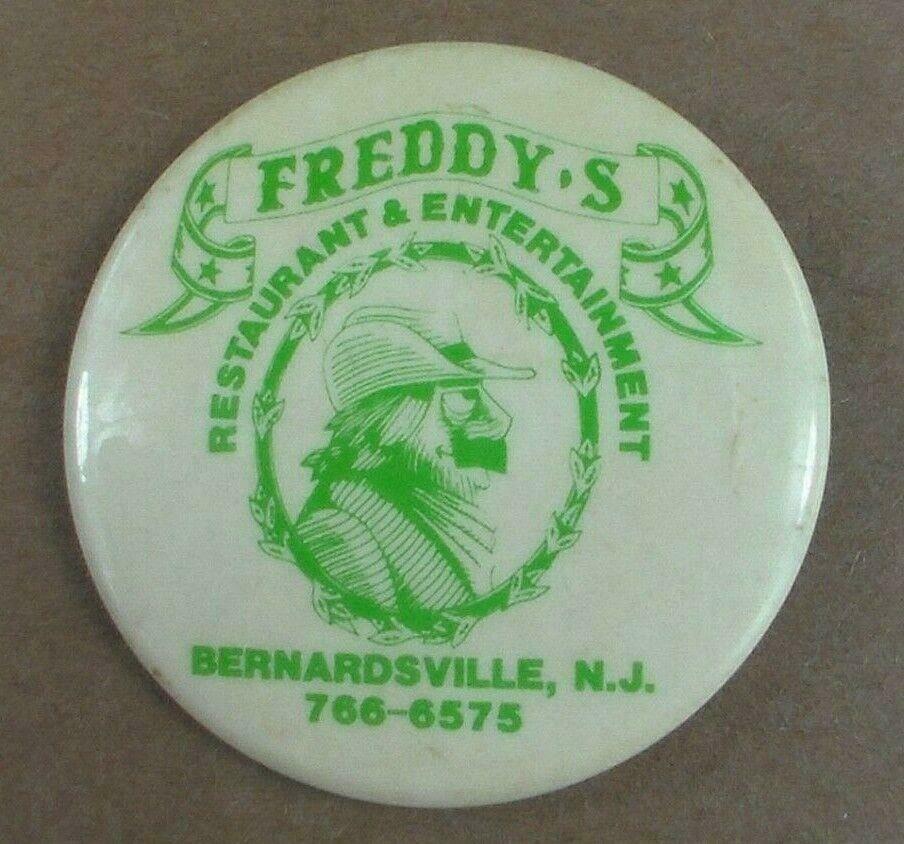 FREDDY'S
RESTAURANT & ENTERTAINMENT
BERNARDSVILLE, N.J.
766-6575